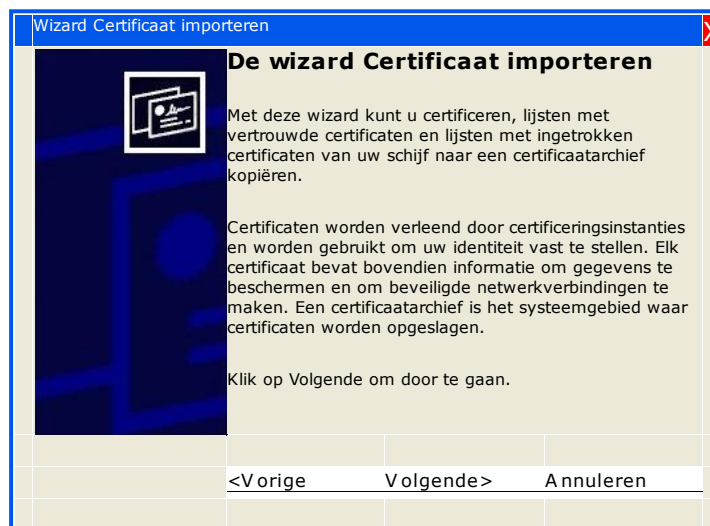 Wizard Certificaat importeren
X
De wizard Certificaat importeren
Met deze wizard kunt u certificeren, lijsten met
vertrouwde certificaten en lijsten met ingetrokken
certificaten van uw schijf naar een certificaatarchief
kopiëren.
Certificaten worden verleend door certificeringsinstanties
en worden gebruikt om uw identiteit vast te stellen. Elk
certificaat bevat bovendien informatie om gegevens te
beschermen en om beveiligde netwerkverbindingen te
maken. Een certificaatarchief is het systeemgebied waar
certificaten worden opgeslagen.
Klik op Volgende om door te gaan.
<Vorige Volgende> Annuleren